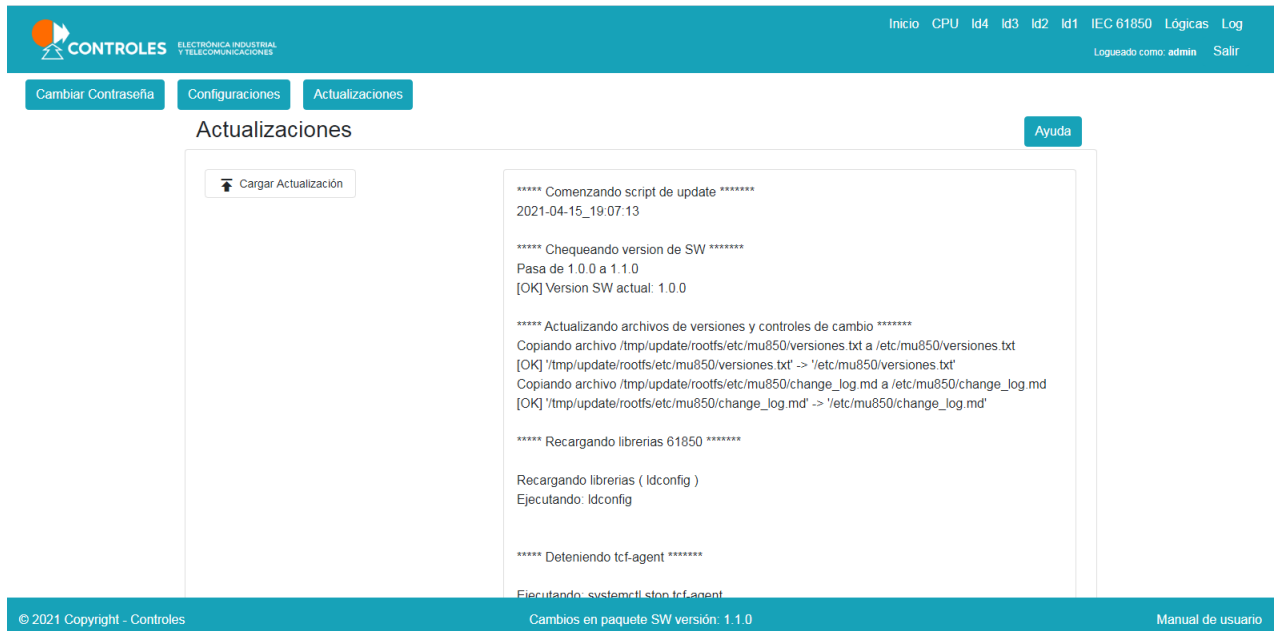 Inicio CPU Id4 Id3 Id2 Id1 IEC 61850 Lógicas Log
CONTROLES ELECTRÓNICA INDUSTRIAL
Y TELECOMUNICACIONES
Logueado como: admin Salir
Cambiar Contraseña Configuraciones Actualizaciones
Actualizaciones
Ayuda
Cargar Actualización
***** Comenzando script de update *******
2021-04-15_19:07:13
***** Chequeando version de SW *******
Pasa de 1.0.0 a 1.1.0
[OK] Version SW actual: 1.0.0
***** Actualizando archivos de versiones y controles de cambio *******
Copiando archivo /tmp/update/rootfs/etc/mu850/versiones.txt a /etc/mu850/versiones.txt
[OK] '/tmp/update/rootfs/etc/mu850/versiones.txt' -> '/etc/mu850/versiones.txt'
Copiando archivo /tmp/update/rootfs/etc/mu850/change_log.md a /etc/mu850/change_log.md
[OK] '/tmp/update/rootfs/etc/mu850/change_log.md' -> '/etc/mu850/change_log.md'
***** Recargando librerias 61850 *******
Recargando librerias ( ldconfig )
Ejecutando: ldconfig
***** Deteniendo tcf-agent *******
Ejecutando: systemctl stop tcf-agent
© 2021 Copyright - Controles
Cambios en paquete SW versión: 1.1.0
Manual de usuario